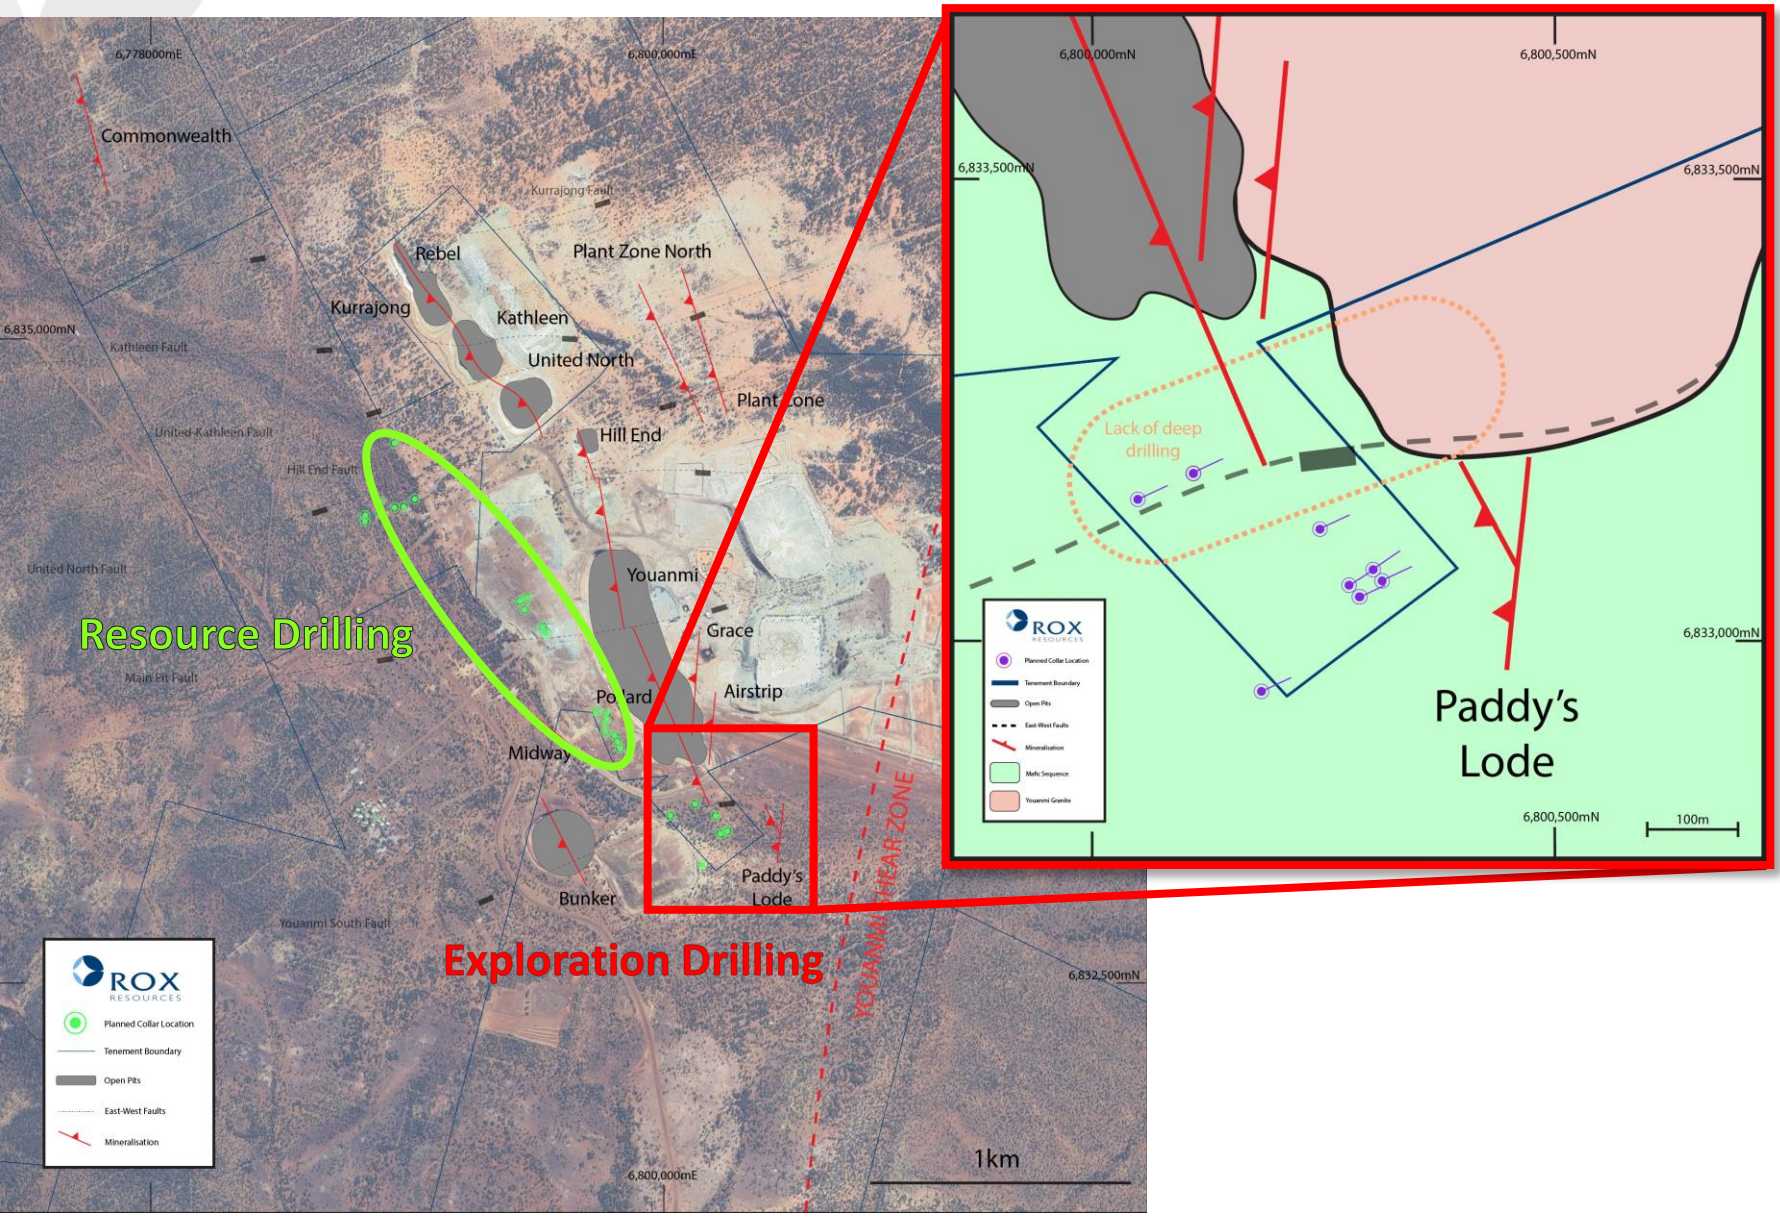 6,778000mE
6,800,000mE
Commonwealth
Kurrajong Fault
Rebel
Plant Zone North
Kurrajong
Kathleen
6,835,000mN
Kathleen Fault
United North
Plant Zone
United-Kathleen Fault
Hill End
Hill End Fault
United North Fault
Youanmi
Resource Drilling
Grace
Main Pit Fault
Pollard
Airstrip
Midway
YOUANMI SHEAR ZONE
Paddy's
Lode
Bunker
Youanmi South Fault
Exploration Drilling
6,832,500mN
ROX
RESOURCES
Planned Collar Location
Tenement Boundary
Open Pits
East-West Faults
Mineralisation
6,800,000mE
1km
6,800,000mN
6,800,500mN
6,833,500mN
6,833,500mN
Lack of deep
drilling
ROX
RESOURCES
Planned Collar Location
Tenement Boundary
Open Pits
East-West Faults
Mineralisation
Mafic Sequence
Youanmi Granite
6,833,000mN
Paddy's
Lode
6,800,500mN
100m